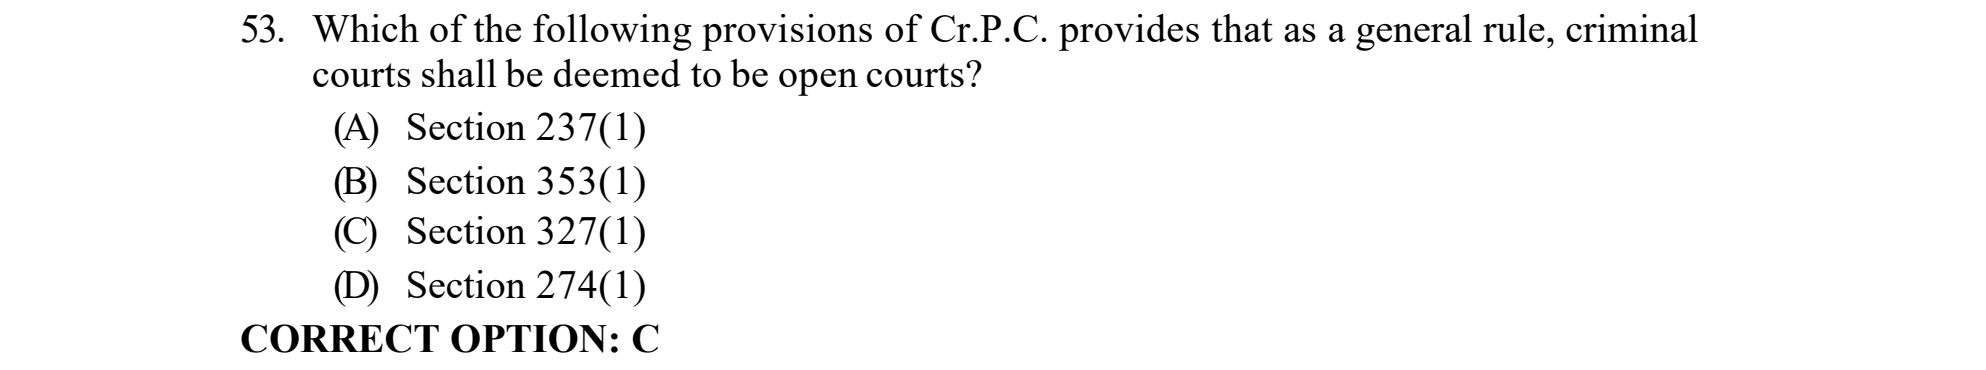 53. Which of the following provisions of Cr.P.C. provides that as a general rule, criminal
courts shall be deemed to be open courts?
(A) Section 237(1)
(B) Section 353(1)
(C) Section 327(1)
(D) Section 274(1)
CORRECT OPTION: C